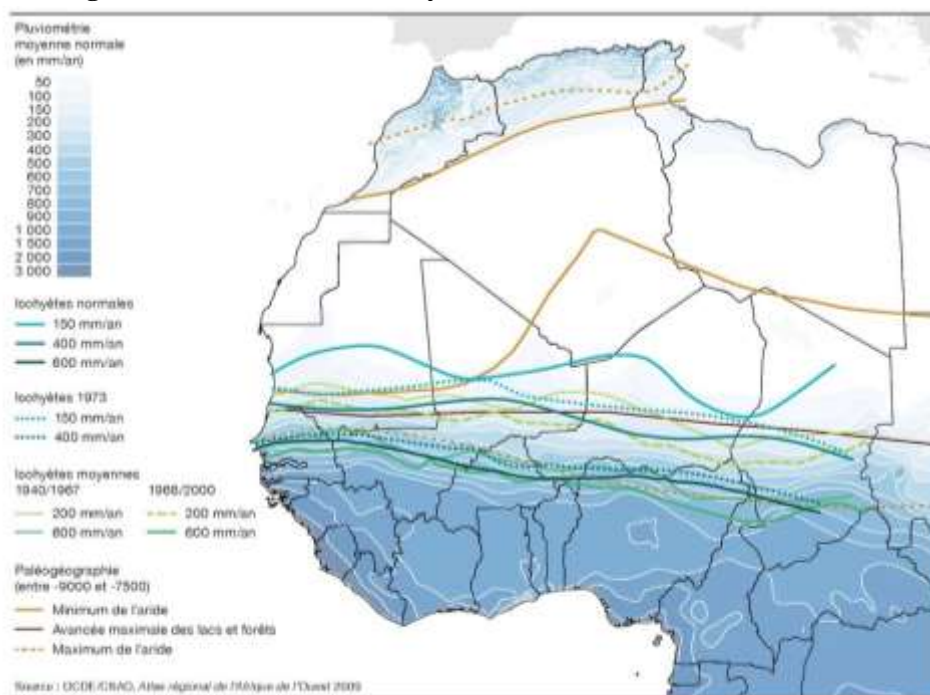 Pluviométrie
moyenne normale
(en mm/an)
50
100
150
200
300
400
500
600
700
800
900
1 000
1 500
2 000
3 000
Isohyètes normales
150 mm/an
400 mm/an
600 mm/an
Isohyètes 1973
150 mm/an
400 mm/an
Isohyètes moyennes
1940/1967 1968/2000
200 mm/an 200 mm/an
600 mm/an 600 mm/an
Paléogéographie
(entre -9000 et -7500)
Minimum de l'aride
Avancée maximale des lacs et forêts
Maximum de l'aride
Source : OCDE/CSAO, Atlas régional de l'Afrique de l'Ouest 2009